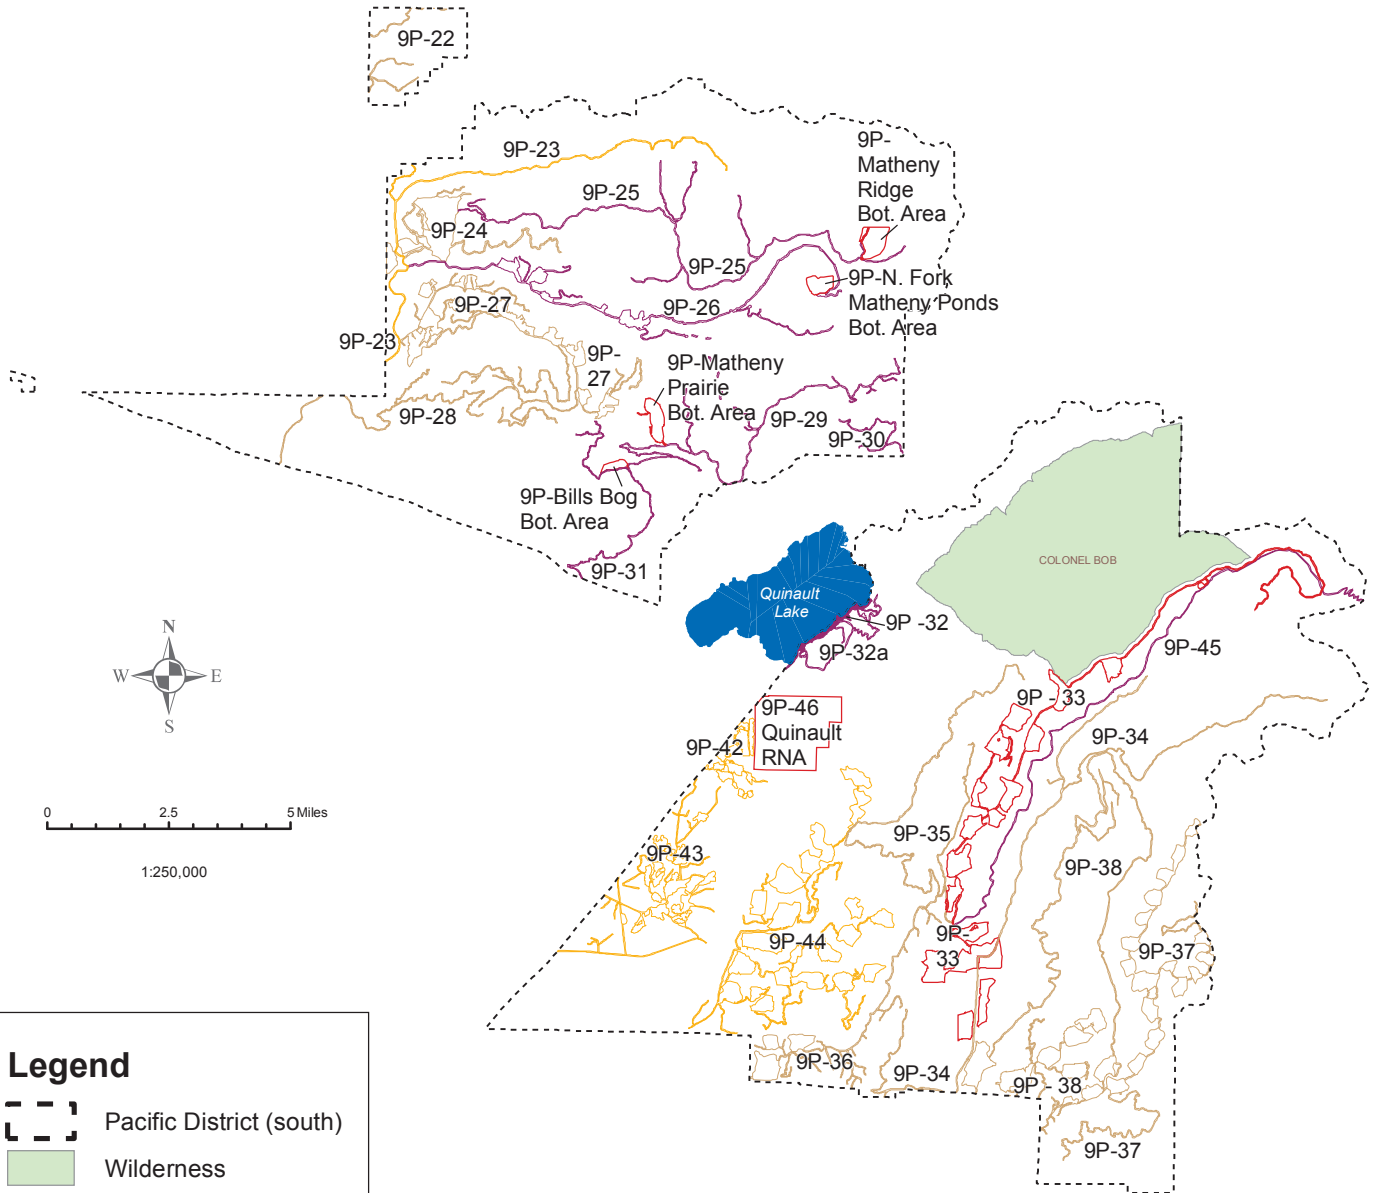 9P-22
9P-23
9P-
Matheny
Ridge
Bot. Area
9P-25
9P-24
9P-25
9P-N. Fork
Matheny Ponds
Bot. Area
9P-27
9P-26
9P-23
9P-
27
9P-Matheny
Prairie
Bot. Area
9P-28
9P-29
9P-30
9P-Bills Bog
Bot. Area
9P-31
COLONEL BOB
Quinault
Lake
9P -32
9P-32a
9P-45
N
W
E
S
9P - 33
9P-46
Quinault
RNA
9P-42
9P-34
0
2.5
5 Miles
1:250,000
9P-35
9P-43
9P-38
9P-44
9P-
33
9P-37
9P-36
9P-34
9P - 38
9P-37
Legend
Pacific District (south)
Wilderness